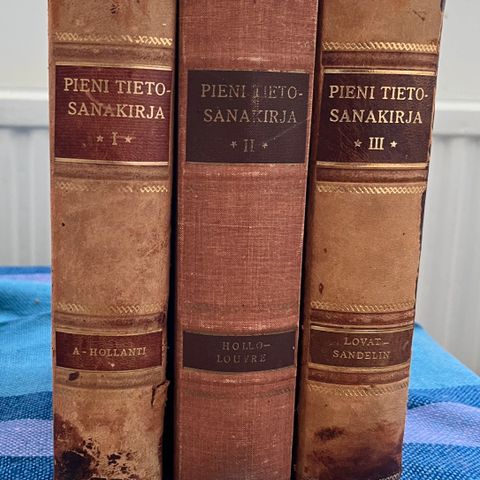 PIENI TIETO-
SANAKIRJA
* I *
A-HOLLANTI
PIENI TIETO-
SANAKIRJA
* II *
HOLLO-
LOUVRE
PIENI TIETO-
SANAKIRJA
* III *
LOVAT-
SANDELIN